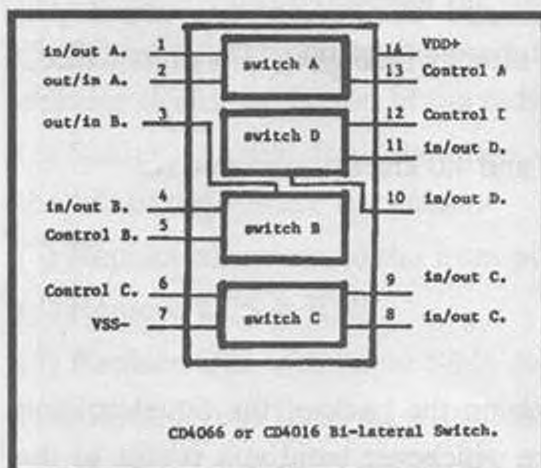 in/out A. 1 switch A 14 VDD+
out/in A. 2 13 Control A
out/in B. 3 switch D 12 Control D
11 in/out D.
in/out B. 4 switch B 10 in/out D.
Control B. 5
Control C. 6 switch C 9 in/out C.
VSS- 7 8 in/out C.
CD4066 or CD4016 Bi-lateral Switch.